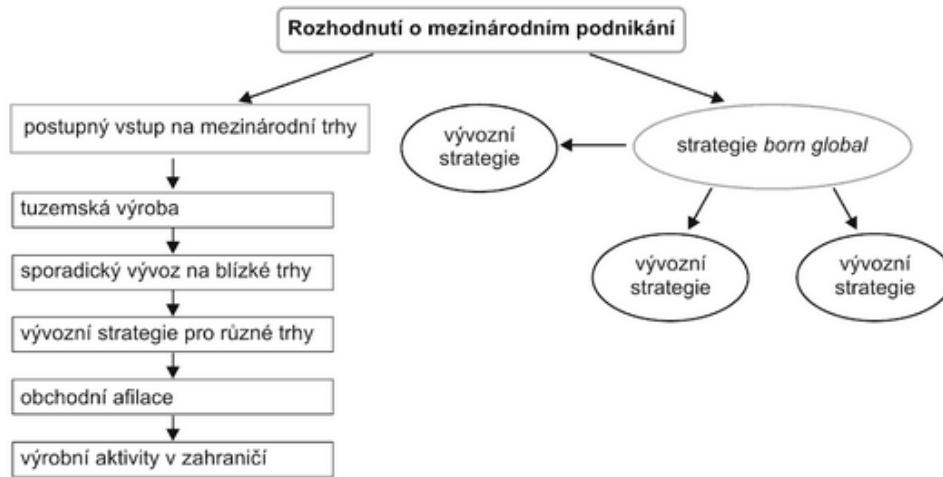 Rozhodnutí o mezinárodním podnikání
postupný vstup na mezinárodní trhy
tuzemská výroba
sporadický vývoz na blízké trhy
vývozní strategie pro různé trhy
obchodní afilace
výrobní aktivity v zahraničí
vývozní
strategie
strategie born global
vývozní
strategie
vývozní
strategie